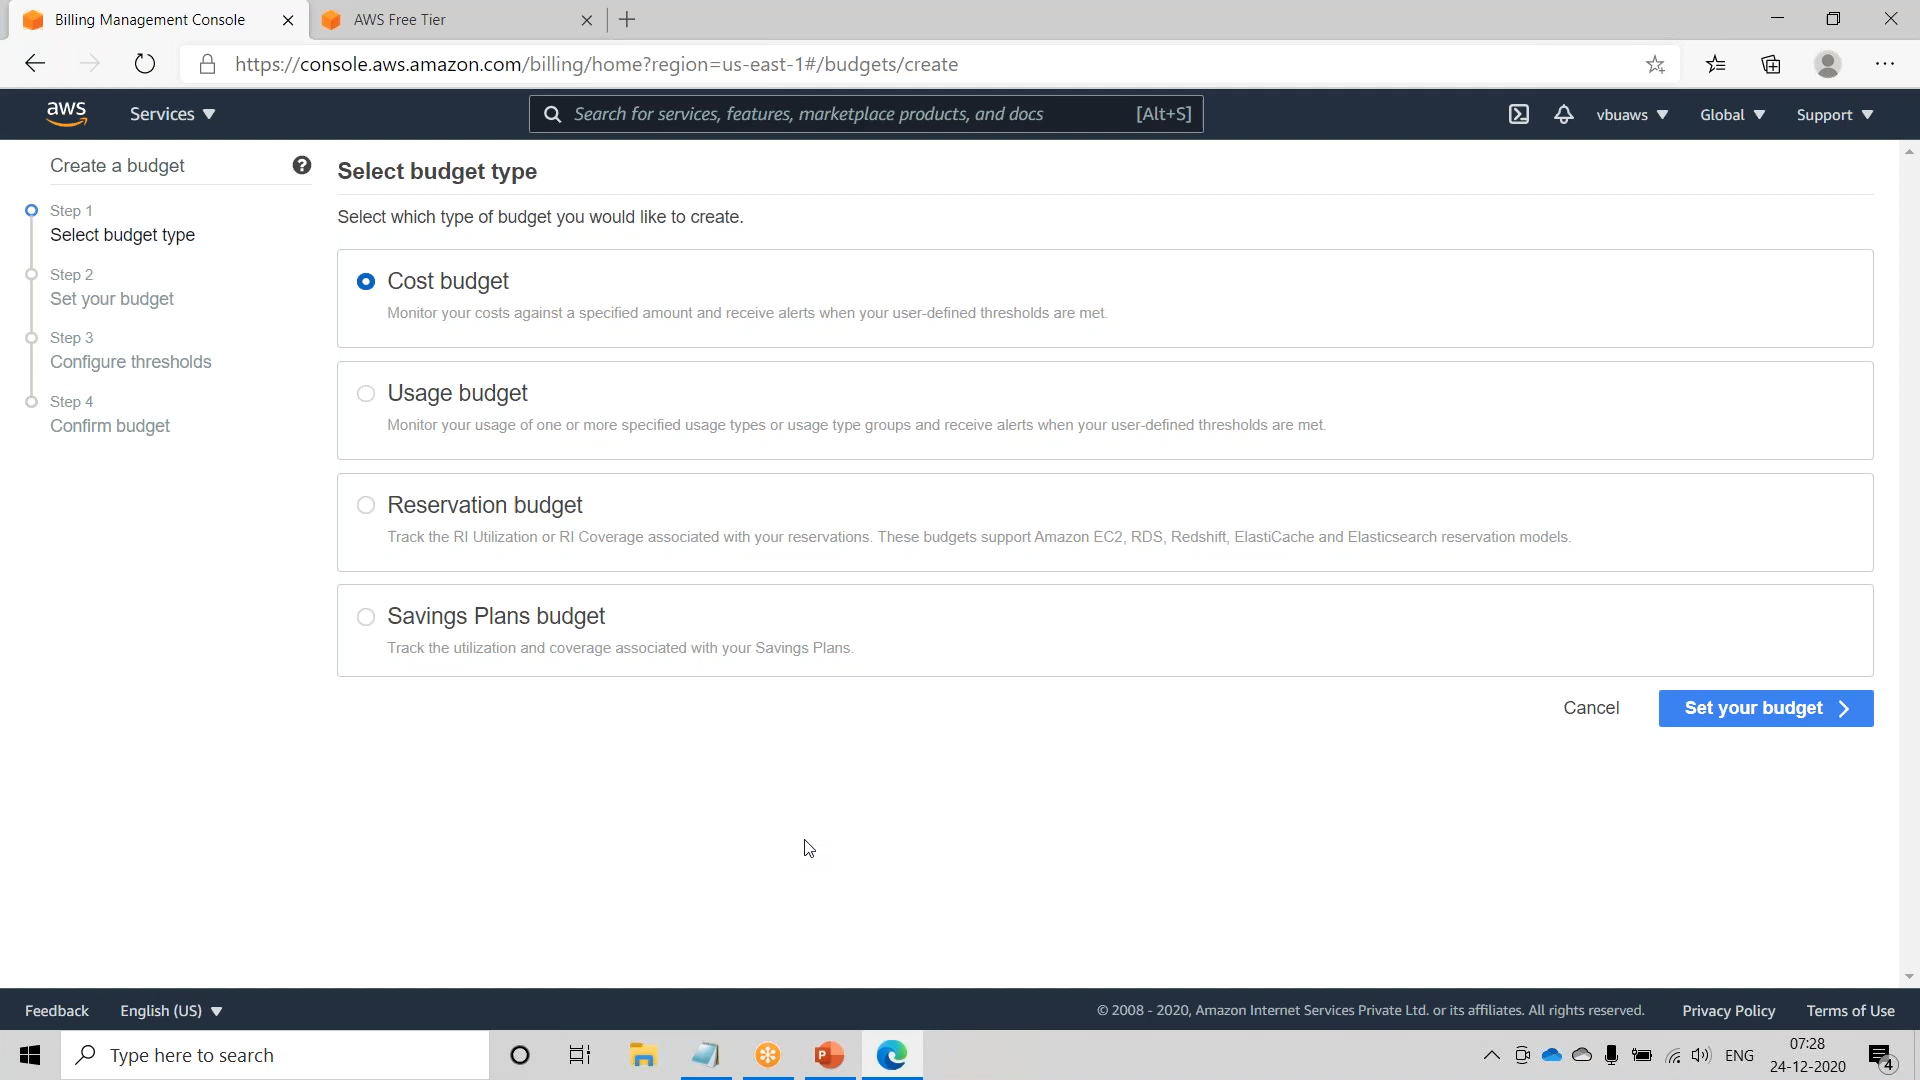 Billing Management Console
AWS Free Tier
https://console.aws.amazon.com/billing/home?region=us-east-1#/budgets/create
aws
Services
Search for services, features, marketplace products, and docs [Alt+S]
vbuaws
Global
Support
Create a budget
Step 1
Select budget type
Step 2
Set your budget
Step 3
Configure thresholds
Step 4
Confirm budget
Select budget type
Select which type of budget you would like to create.
Cost budget
Monitor your costs against a specified amount and receive alerts when your user-defined thresholds are met.
Usage budget
Monitor your usage of one or more specified usage types or usage type groups and receive alerts when your user-defined thresholds are met.
Reservation budget
Track the RI Utilization or RI Coverage associated with your reservations. These budgets support Amazon EC2, RDS, Redshift, ElastiCache and Elasticsearch reservation models.
Savings Plans budget
Track the utilization and coverage associated with your Savings Plans.
Cancel
Set your budget
Feedback
English (US)
© 2008 - 2020, Amazon Internet Services Private Ltd. or its affiliates. All rights reserved.
Privacy Policy
Terms of Use
Type here to search
P
ENG
07:28
24-12-2020
4